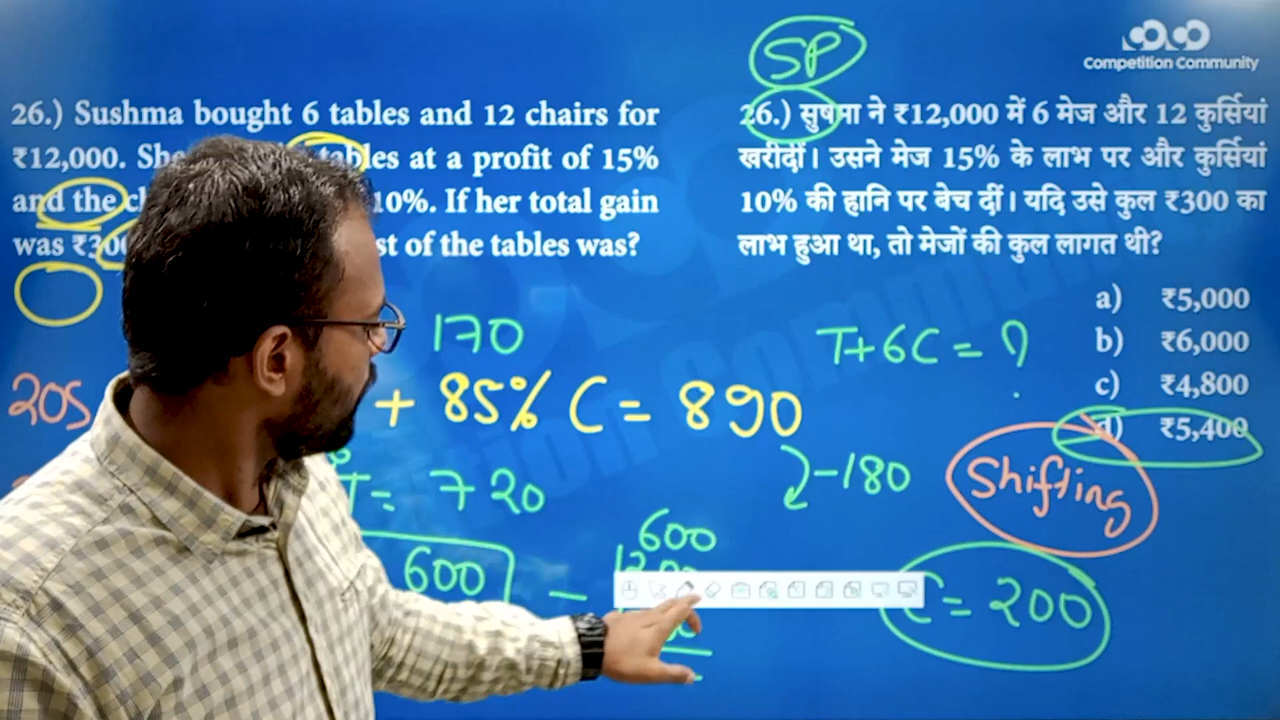 SP
Competition Community
26.) Sushma bought 6 tables and 12 chairs for
₹12,000. She tables at a profit of 15%
and the 10%. If her total gain
was ₹300 st of the tables was?
26.) सुषमा ने ₹12,000 में 6 मेज और 12 कुर्सियां
खरीदीं। उसने मेज 15% के लाभ पर और कुर्सियां
10% की हानि पर बेच दीं। यदि उसे कुल ₹300 का
लाभ हुआ था, तो मेजों की कुल लागत थी?
a) ₹5,000
b) ₹6,000
c) ₹4,800
d) ₹5,400
170
T+6C = ?
205
+ 85% C = 890
T = 720
-180
Shifting
600
600 -
C = 200